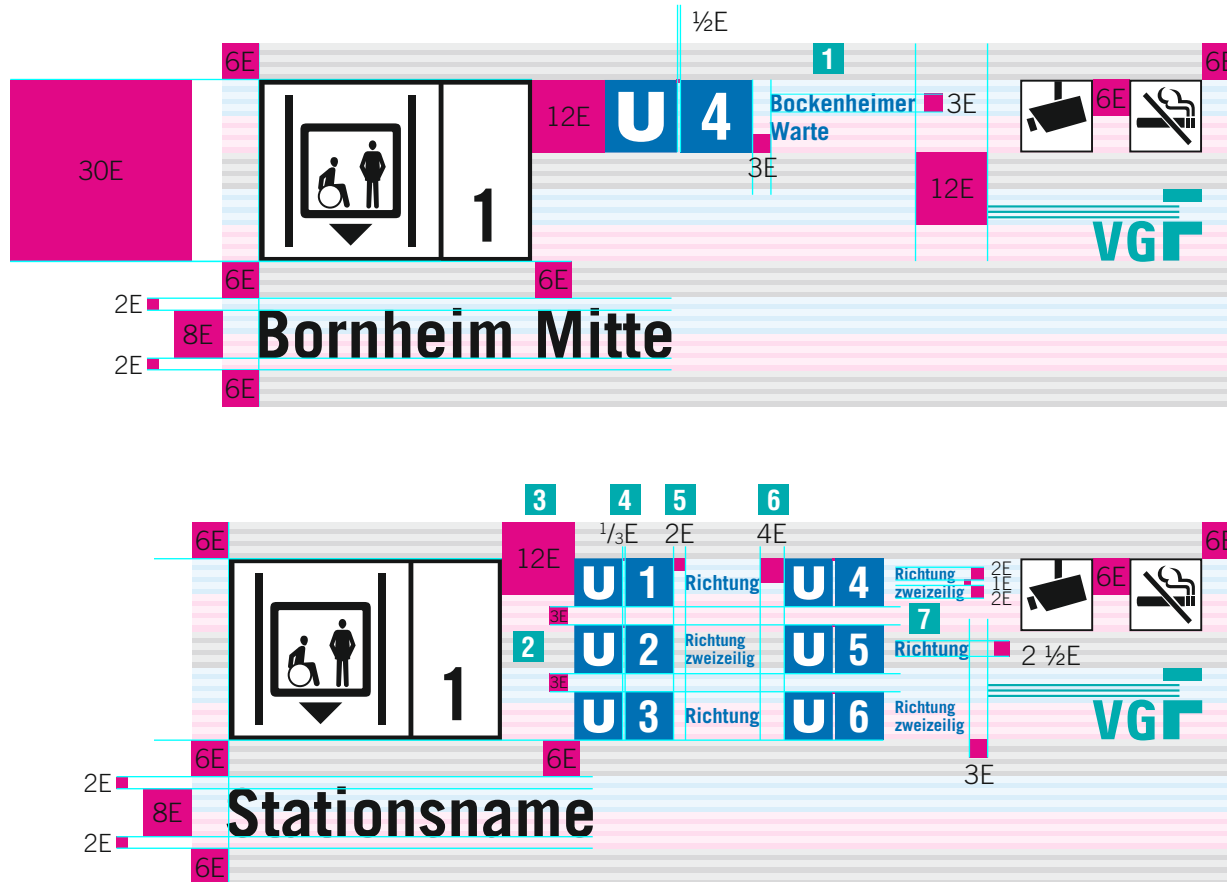 ½E
1
6E
6E
30E
1
12E
U 4
Bockenheimer
Warte
3E
3E
12E
6E
VGF
6E
6E
2E
8E
2E
6E
Bornheim Mitte
3
4
5
6
6E
12E
1/3E
2E
4E
6E
1
3E
2
3E
U 1
Richtung
U 2
Richtung
zweizeilig
U 3
Richtung
U 4
Richtung
zweizeilig
2E
1E
2E
7
U 5
Richtung
2 ½E
U 6
Richtung
zweizeilig
3E
6E
VGF
6E
6E
2E
8E
2E
6E
Stationsname